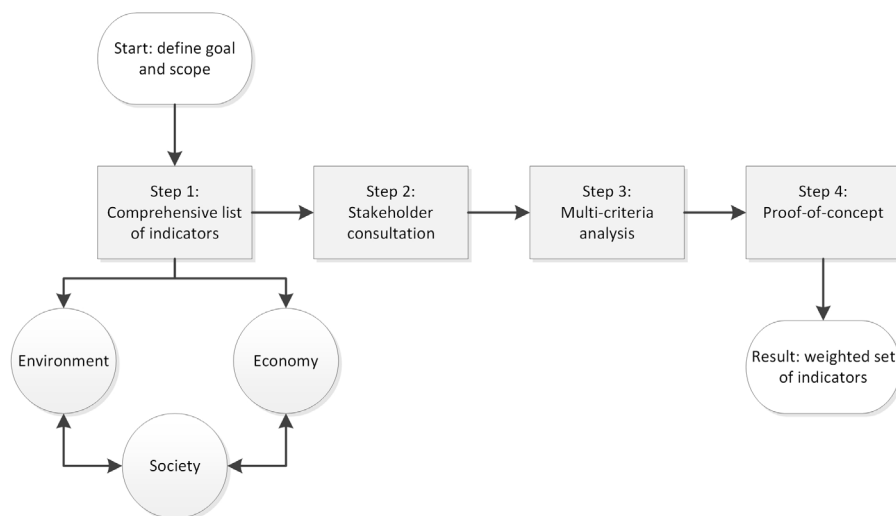 Start: define goal
and scope
Step 1:
Comprehensive list
of indicators
Step 2:
Stakeholder
consultation
Step 3:
Multi-criteria
analysis
Step 4:
Proof-of-concept
Environment
Economy
Society
Result: weighted set
of indicators